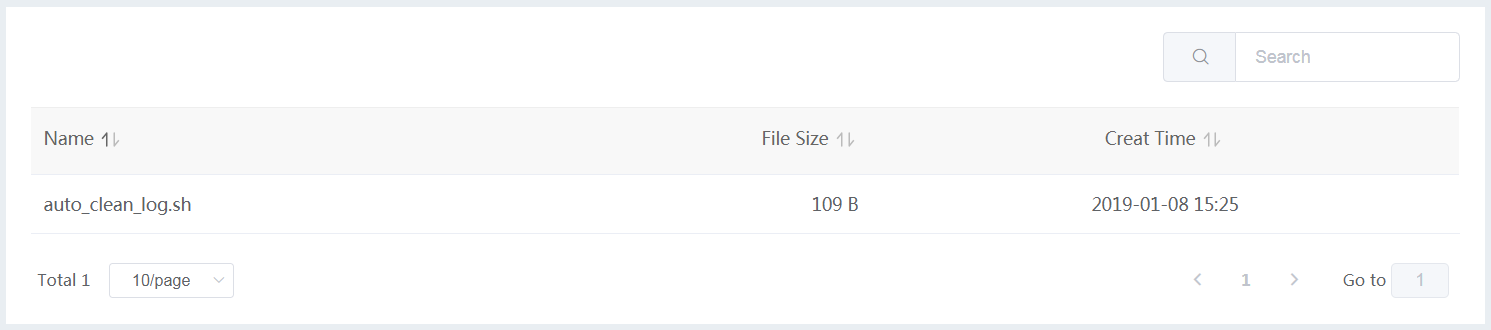 Search
Name File Size Creat Time
auto_clean_log.sh 109 B 2019-01-08 15:25
Total 1 10/page 1 Go to 1